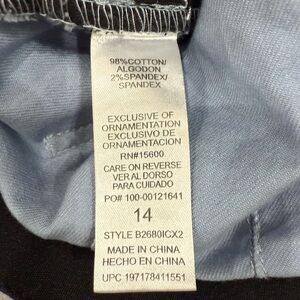 98%COTTON/
ALGODON
2%SPANDEX/
SPANDEX
EXCLUSIVE OF
ORNAMENTATION
EXCLUSIVO DE
ORNAMENTACION
RN#15600
CARE ON REVERSE
VER AL DORSO
PARA CUIDADO
PO# 100-00121641
14
STYLE B2680ICX2
MADE IN CHINA
HECHO EN CHINA
UPC 197178411551